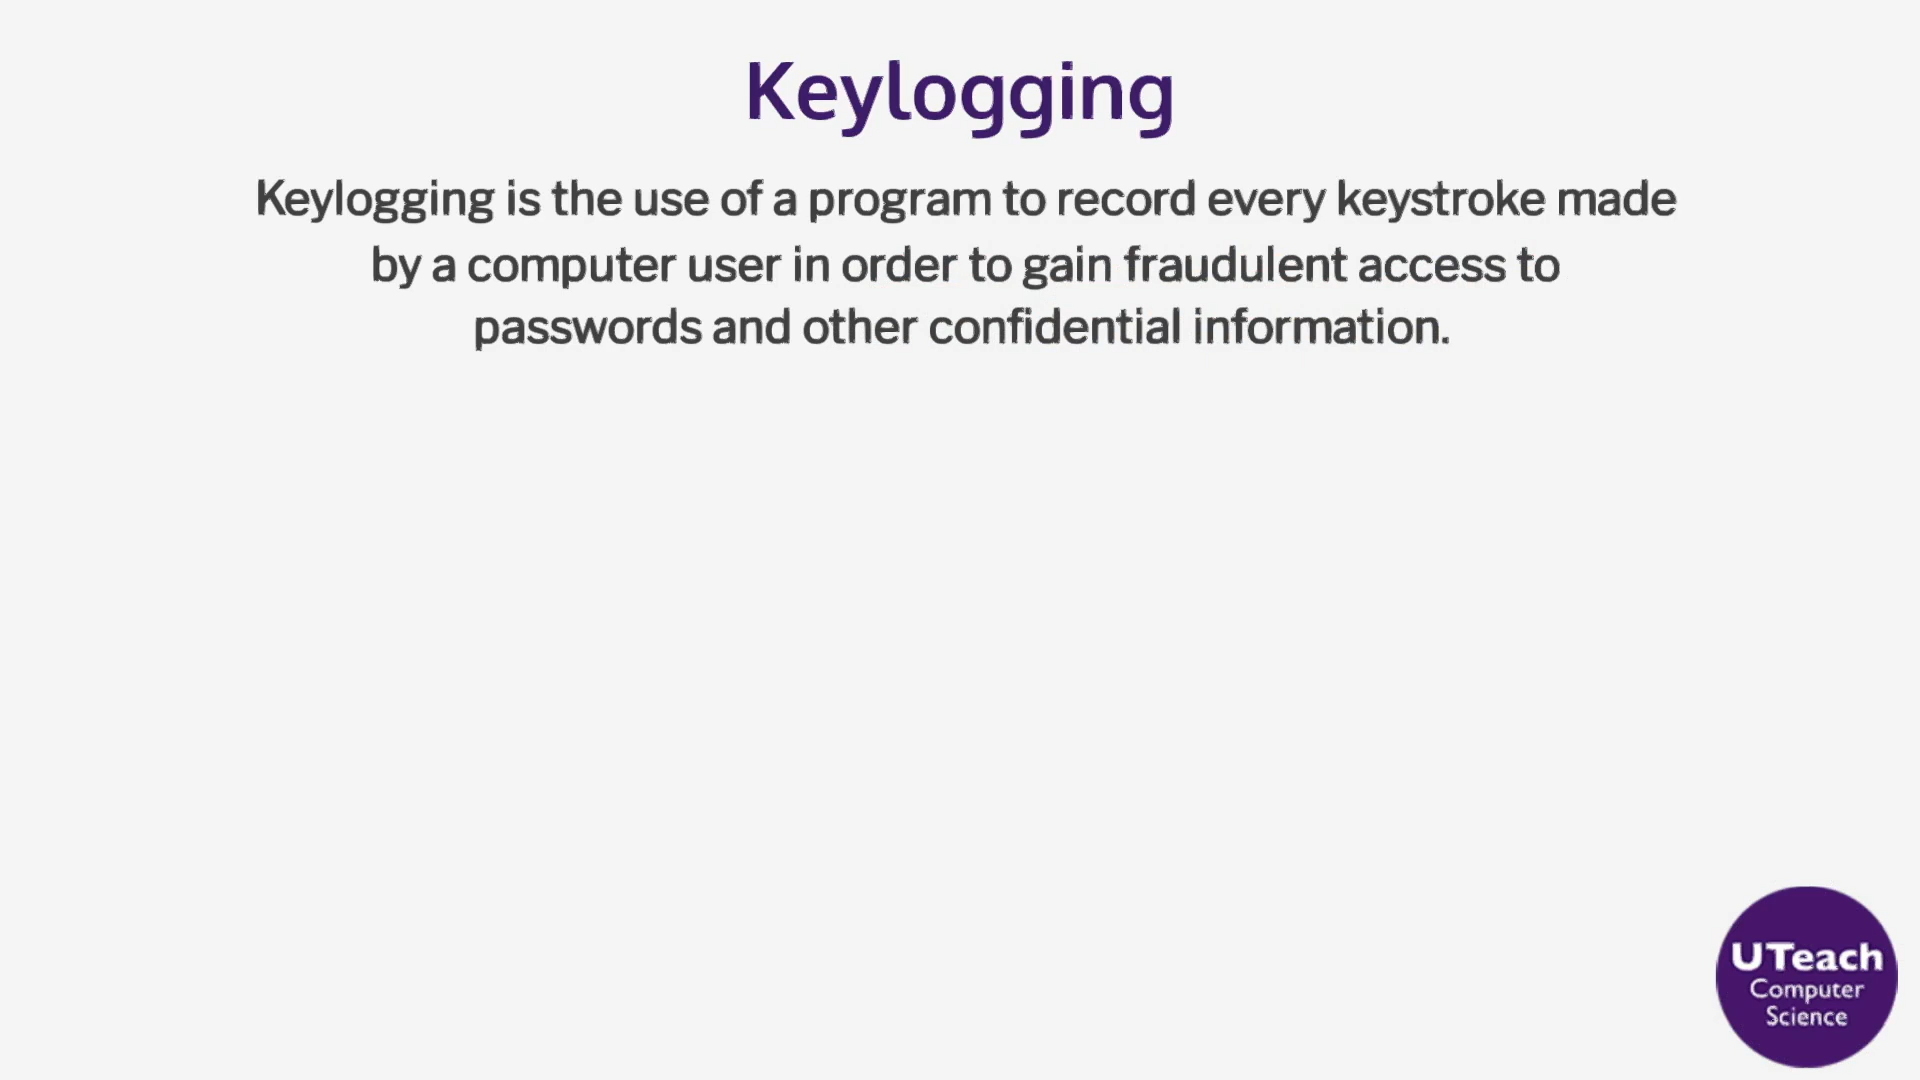 Keylogging
Keylogging is the use of a program to record every keystroke made
by a computer user in order to gain fraudulent access to
passwords and other confidential information.
UTeach
Computer
Science